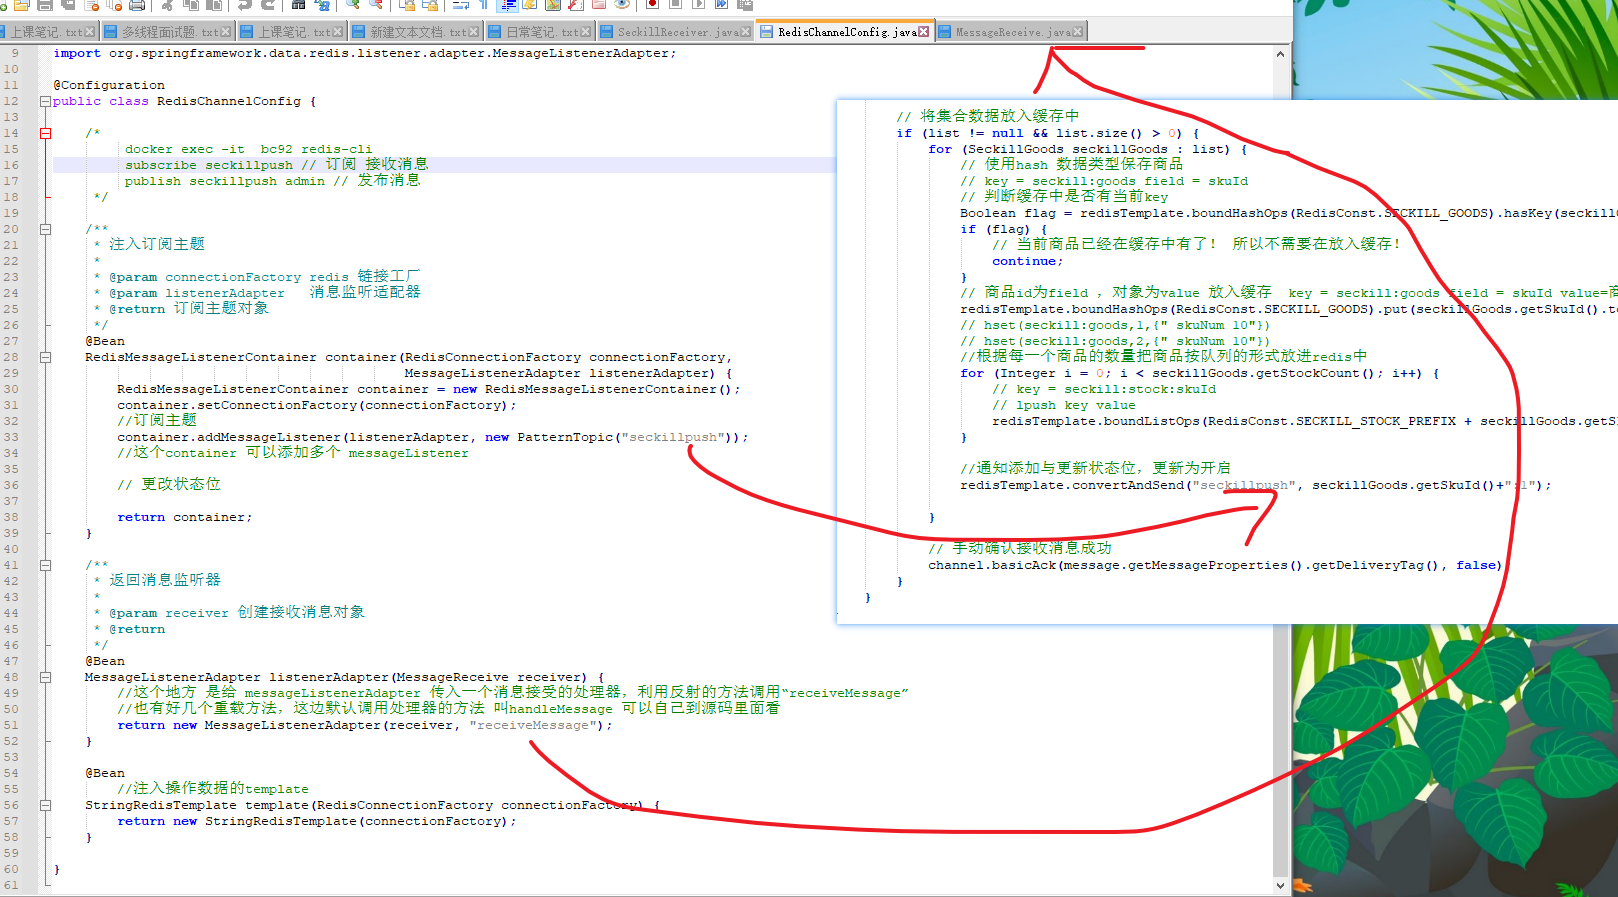 上课笔记.txt 多线程面试题.txt 上课笔记.txt 新建文本文档.txt 日常笔记.txt SeckillReceiver.java RedisChannelConfig.java MessageReceive.java
9 import org.springframework.data.redis.listener.adapter.MessageListenerAdapter;
10
11 @Configuration
12 public class RedisChannelConfig {
13
14 /*
15 docker exec -it bc92 redis-cli
16 subscribe seckillpush // 订阅 接收消息
17 publish seckillpush admin // 发布消息
18 */
19
20 /**
21 * 注入订阅主题
22 *
23 * @param connectionFactory redis 链接工厂
24 * @param listenerAdapter 消息监听适配器
25 * @return 订阅主题对象
26 */
27 @Bean
28 RedisMessageListenerContainer container(RedisConnectionFactory connectionFactory,
29 MessageListenerAdapter listenerAdapter) {
30 RedisMessageListenerContainer container = new RedisMessageListenerContainer();
31 container.setConnectionFactory(connectionFactory);
32 //订阅主题
33 container.addMessageListener(listenerAdapter, new PatternTopic("seckillpush"));
34 //这个container 可以添加多个 messageListener
35
36 // 更改状态位
37
38 return container;
39 }
40
41 /**
42 * 返回消息监听器
43 *
44 * @param receiver 创建接收消息对象
45 * @return
46 */
47 @Bean
48 MessageListenerAdapter listenerAdapter(MessageReceive receiver) {
49 //这个地方 是给 messageListenerAdapter 传入一个消息接受的处理器，利用反射的方法调用“receiveMessage”
50 //也有好几个重载方法，这边默认调用处理器的方法 叫handleMessage 可以自己到源码里面看
51 return new MessageListenerAdapter(receiver, "receiveMessage");
52 }
53
54 @Bean
55 //注入操作数据的template
56 StringRedisTemplate template(RedisConnectionFactory connectionFactory) {
57 return new StringRedisTemplate(connectionFactory);
58 }
59
60 }
61
// 将集合数据放入缓存中
if (list != null && list.size() > 0) {
for (SeckillGoods seckillGoods : list) {
// 使用hash 数据类型保存商品
// key = seckill:goods field = skuId
// 判断缓存中是否有当前key
Boolean flag = redisTemplate.boundHashOps(RedisConst.SECKILL_GOODS).hasKey(seckillG
if (flag) {
// 当前商品已经在缓存中有了！ 所以不需要在放入缓存！
continue;
}
// 商品id为field ，对象为value 放入缓存 key = seckill:goods field = skuId value=商
redisTemplate.boundHashOps(RedisConst.SECKILL_GOODS).put(seckillGoods.getSkuId().to
// hset(seckill:goods,1,{" skuNum 10"})
// hset(seckill:goods,2,{" skuNum 10"})
//根据每一个商品的数量把商品按队列的形式放进redis中
for (Integer i = 0; i < seckillGoods.getStockCount(); i++) {
// key = seckill:stock:skuId
// lpush key value
redisTemplate.boundListOps(RedisConst.SECKILL_STOCK_PREFIX + seckillGoods.getS
}
//通知添加与更新状态位，更新为开启
redisTemplate.convertAndSend("seckillpush", seckillGoods.getSkuId()+":1");
}
// 手动确认接收消息成功
channel.basicAck(message.getMessageProperties().getDeliveryTag(), false)
}
}